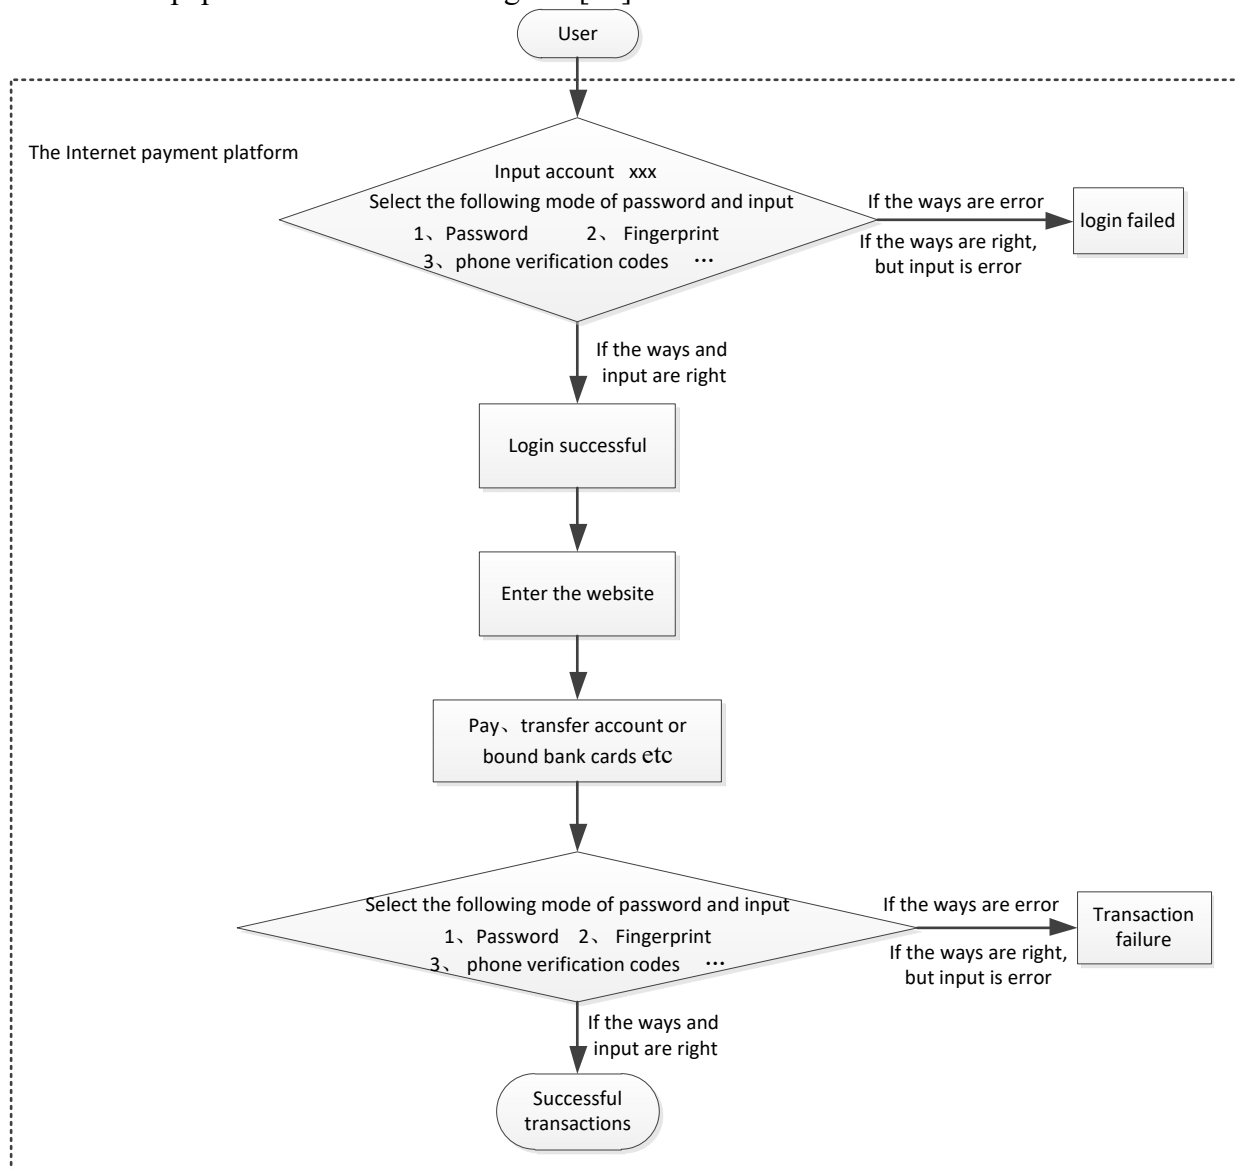 User
The Internet payment platform
Input account xxx
Select the following mode of password and input
1、Password 2、Fingerprint
3、phone verification codes …
If the ways are error
If the ways are right,
but input is error
login failed
If the ways and
input are right
Login successful
Enter the website
Pay、transfer account or
bound bank cards etc
Select the following mode of password and input
1、Password 2、Fingerprint
3、phone verification codes …
If the ways are error
If the ways are right,
but input is error
Transaction
failure
If the ways and
input are right
Successful
transactions